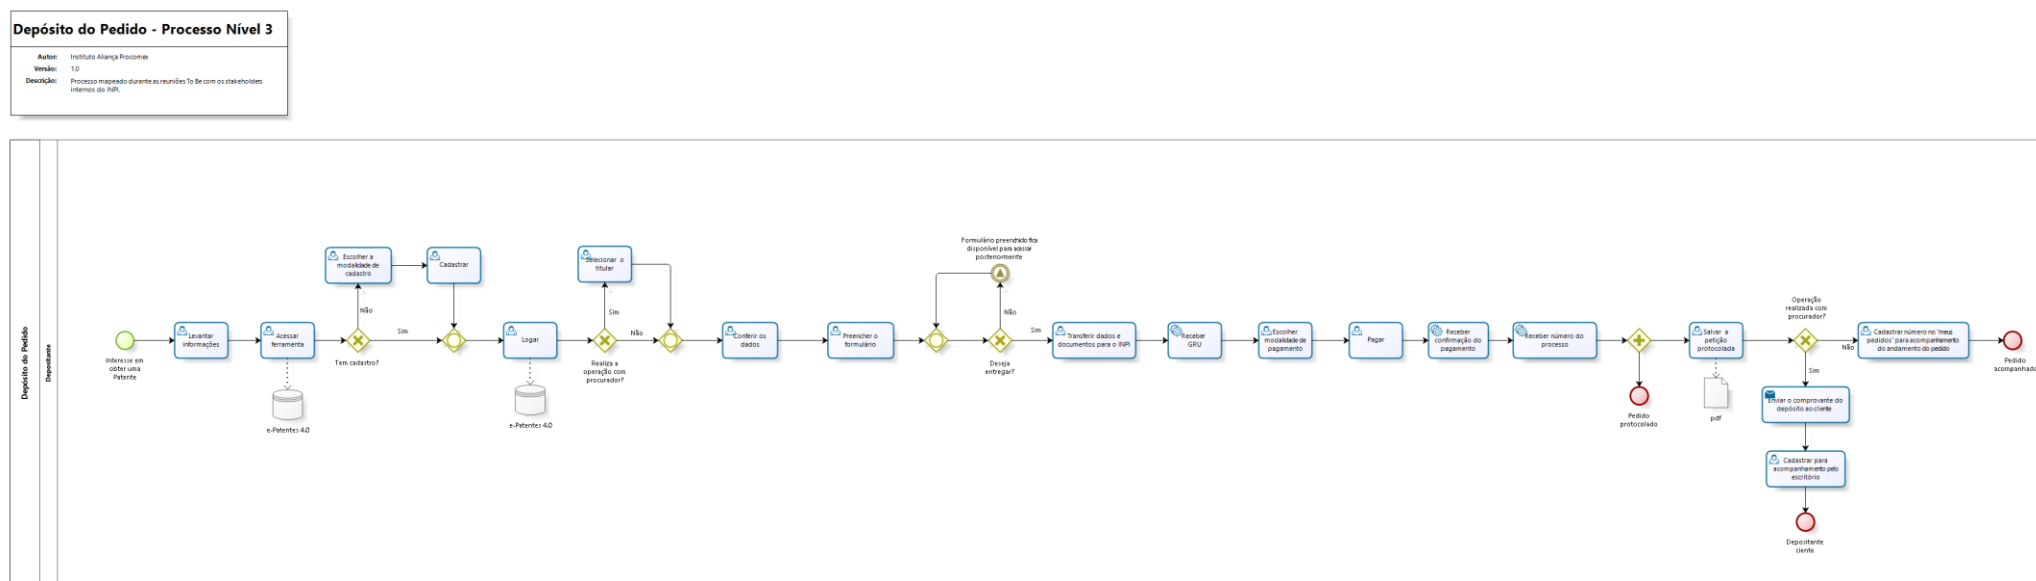 Depósito do Pedido - Processo Nível 3
Autor: Instituto Aliança Procomex
Versão: 1.0
Descrição: Processo mapeado durante as reuniões To Be com os stakeholders
internos do INPI.
Depósito do Pedido
Depositante
Interesse em
obter uma
Patente
Levantar
informações
Acessar
ferramenta
e-Patentes 4.0
Tem cadastro?
Não
Sim
Escolher a
modalidade de
cadastro
Cadastrar
Logar
e-Patentes 4.0
Realiza a
operação com
procurador?
Sim
Não
Selecionar o
titular
Conferir os
dados
Preencher o
formulário
Formulário preenchido fica
disponível para acessar
posteriormente
Não
Sim
Deseja
entregar?
Transferir dados e
documentos para o INPI
Receber
GRU
Escolher
modalidade de
pagamento
Pagar
Receber
confirmação do
pagamento
Receber número do
processo
Pedido
protocolado
Salvar a
petição
protocolada
pdf
Operação
realizada com
procurador?
Não
Sim
Cadastrar número no "meus
pedidos" para acompanhamento
do andamento do pedido
Pedido
acompanhado
Enviar o comprovante do
depósito ao cliente
Cadastrar para
acompanhamento pelo
escritório
Depositante
ciente